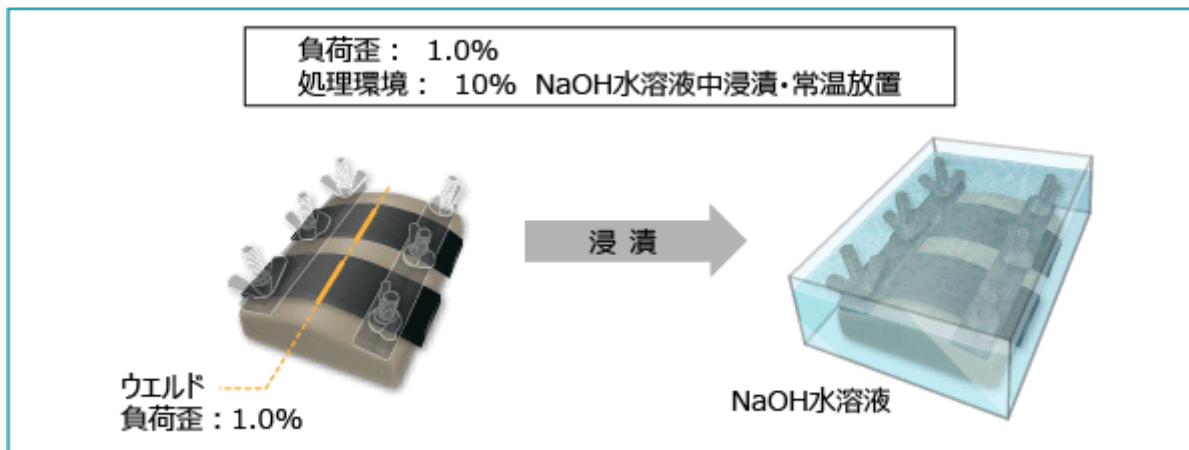 負荷歪： 1.0%
処理環境： 10% NaOH水溶液中浸漬・常温放置
浸 漬
ウエルド
負荷歪：1.0%
NaOH水溶液